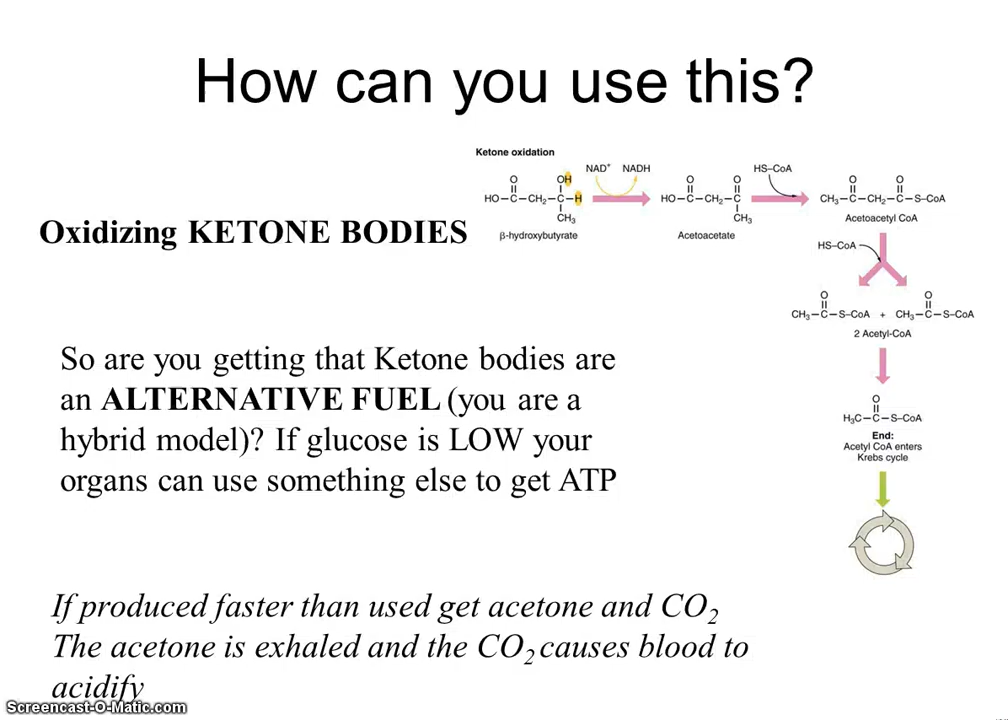 How can you use this?
Ketone oxidation
NAD⁺ NADH
HS–CoA
O OH O O O O
HO–C–CH₂–C–H HO–C–CH₂–C CH₃–C–CH₂–C–S–CoA
CH₃ CH₃
β-hydroxybutyrate Acetoacetate Acetoacetyl CoA
Oxidizing KETONE BODIES
HS–CoA
O O
CH₃–C–S–CoA + CH₃–C–S–CoA
2 Acetyl-CoA
O
H₃C–C–S–CoA
End:
Acetyl CoA enters
Krebs cycle
So are you getting that Ketone bodies are
an ALTERNATIVE FUEL (you are a
hybrid model)? If glucose is LOW your
organs can use something else to get ATP
If produced faster than used get acetone and CO₂
The acetone is exhaled and the CO₂ causes blood to
acidify
Screencast-O-Matic.com